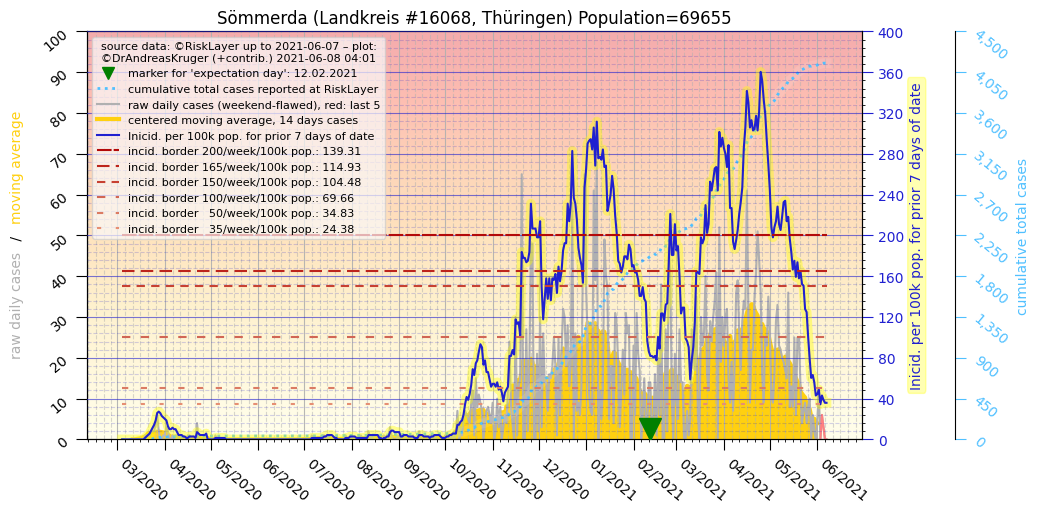 Sömmerda (Landkreis #16068, Thüringen) Population=69655
source data: ©RiskLayer up to 2021-06-07 – plot:
©DrAndreasKruger (+contrib.) 2021-06-08 04:01
marker for 'expectation day': 12.02.2021
cumulative total cases reported at RiskLayer
raw daily cases (weekend-flawed), red: last 5
centered moving average, 14 days cases
Inicid. per 100k pop. for prior 7 days of date
incid. border 200/week/100k pop.: 139.31
incid. border 165/week/100k pop.: 114.93
incid. border 150/week/100k pop.: 104.48
incid. border 100/week/100k pop.: 69.66
incid. border 50/week/100k pop.: 34.83
incid. border 35/week/100k pop.: 24.38
raw daily cases / moving average
100
90
80
70
60
50
40
30
20
10
0
03/2020
04/2020
05/2020
06/2020
07/2020
08/2020
09/2020
10/2020
11/2020
12/2020
01/2021
02/2021
03/2021
04/2021
05/2021
06/2021
400
360
320
280
240
200
160
120
80
40
0
Inicid. per 100k pop. for prior 7 days of date
4,500
4,050
3,600
3,150
2,700
2,250
1,800
1,350
900
450
0
cumulative total cases